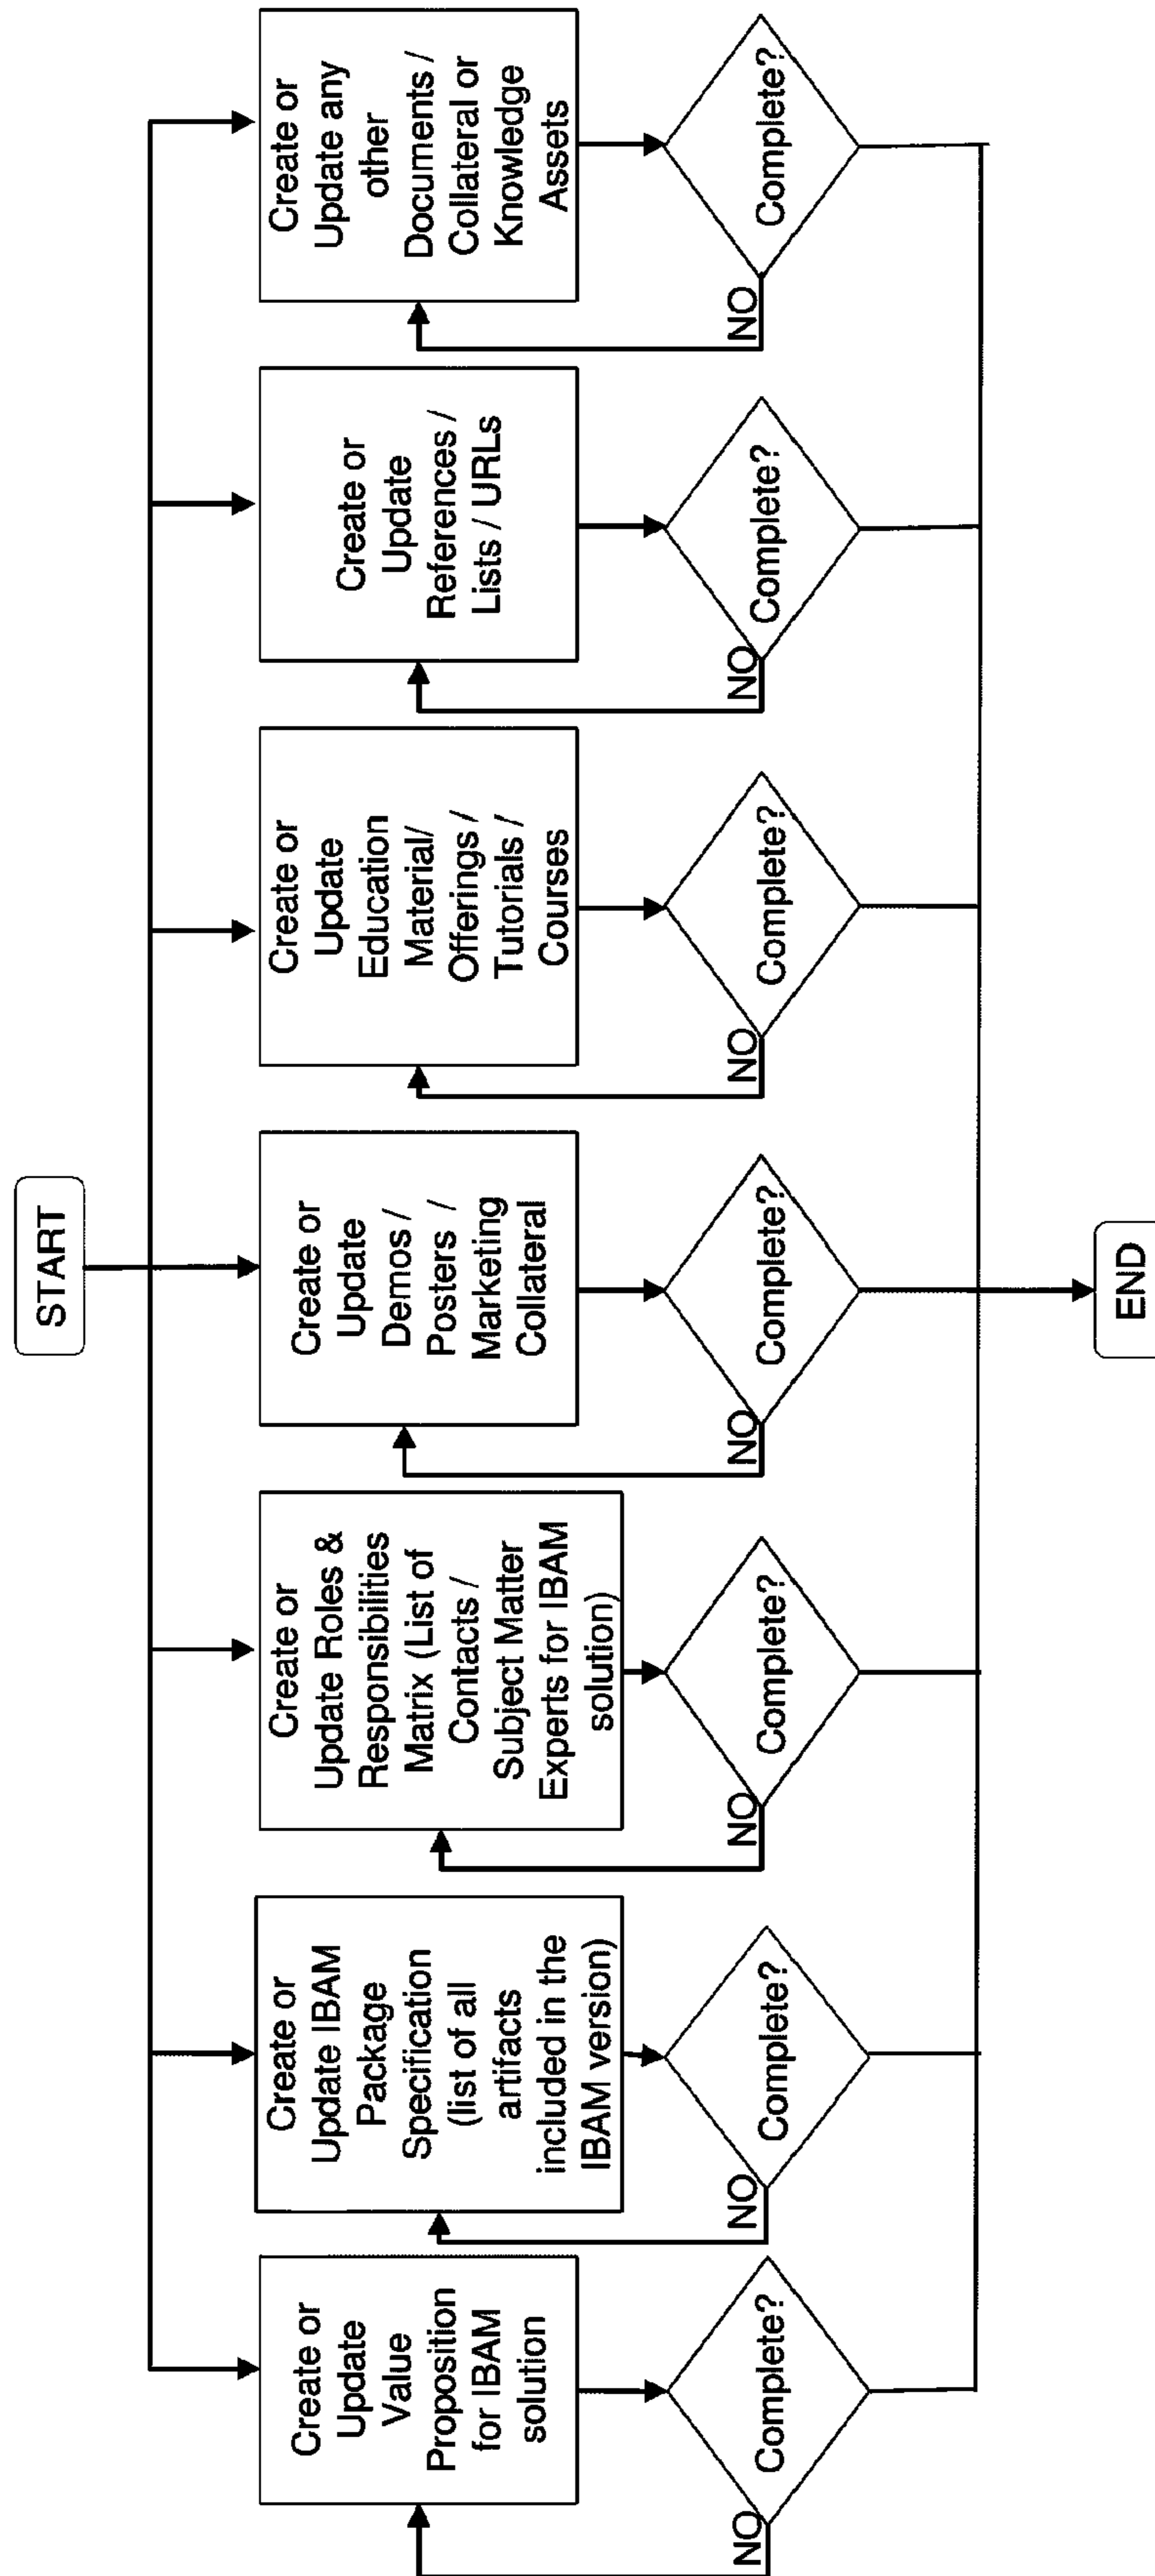 START
Create or
Update
Value
Proposition
for IBAM
solution
Create or
Update IBAM
Package
Specification
(list of all
artifacts
included in the
IBAM version)
Create or
Update Roles &
Responsibilities
Matrix (List of
Contacts /
Subject Matter
Experts for IBAM
solution)
Create or
Update
Demos /
Posters /
Marketing
Collateral
Create or
Update
Education
Material/
Offerings /
Tutorials /
Courses
Create or
Update
References /
Lists / URLs
Create or
Update any
other
Documents /
Collateral or
Knowledge
Assets
NO
Complete?
NO
Complete?
NO
Complete?
NO
Complete?
NO
Complete?
NO
Complete?
NO
Complete?
END